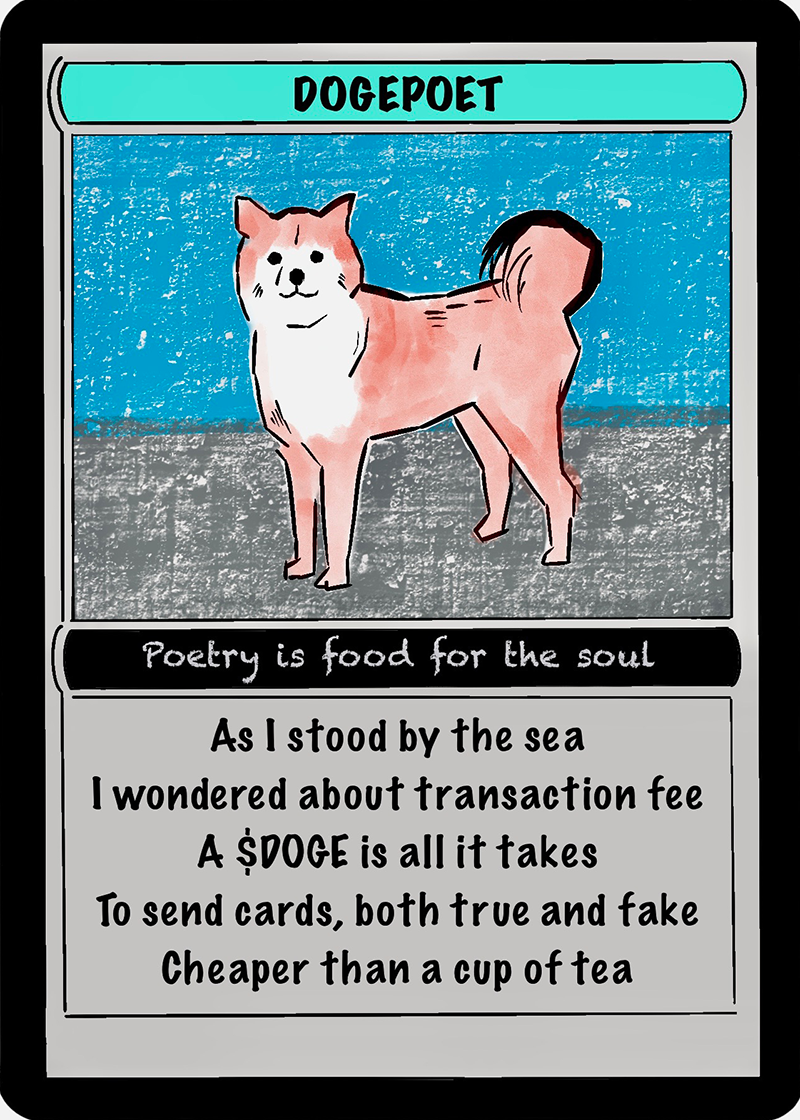 DOGEPOET
Poetry is food for the soul
As I stood by the sea
I wondered about transaction fee
A $DOGE is all it takes
To send cards, both true and fake
Cheaper than a cup of tea